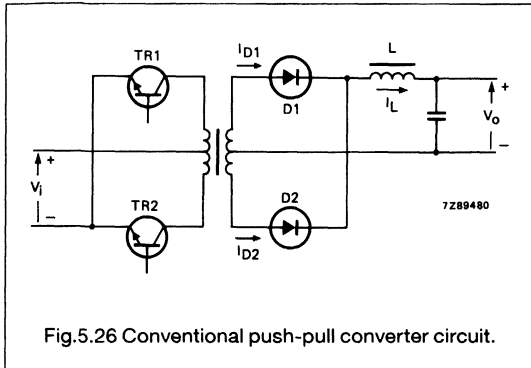 TR1
I_D1
D1
L
I_L
+
V_o
−
+
V_i
−
TR2
D2
I_D2
7Z89480
Fig.5.26 Conventional push-pull converter circuit.